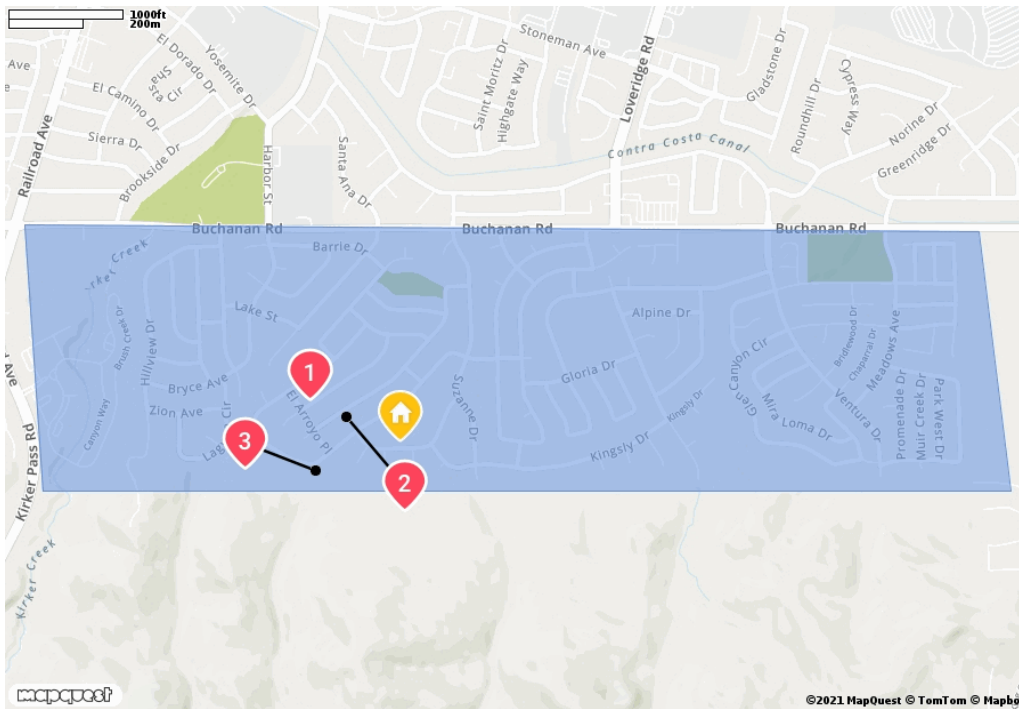 1000ft
200m
Stoneman Ave
El Dorado Dr
Yosemite Dr
Shasta Cir
Ave
El Camino Dr
Sierra Dr
Brookside Dr
Railroad Ave
Harbor St
Santa Ana Dr
Saint Moritz Dr
Highgate Way
Loveridge Rd
Gladstone Dr
Roundhill Dr
Cypress Way
Norine Dr
Greenridge Dr
Contra Costa Canal
Buchanan Rd
Buchanan Rd
Buchanan Rd
Barrie Dr
Lake St
Hillview Dr
Brush Creek Dr
Bryce Ave
Zion Ave
Canyon Way
El Arroyo Pl
Suzanne Dr
Gloria Dr
Alpine Dr
Kingsly Dr
Kingsly Dr
Glen Canyon Cir
Mira Loma Dr
Ventura Dr
Bridlewood Dr
Chaparral Dr
Meadows Ave
Promenade Dr
Muir Creek Dr
Park West Dr
1
2
3
Ave
Kirker Pass Rd
Kirker Creek
mapquest
©2021 MapQuest © TomTom © Mapbo